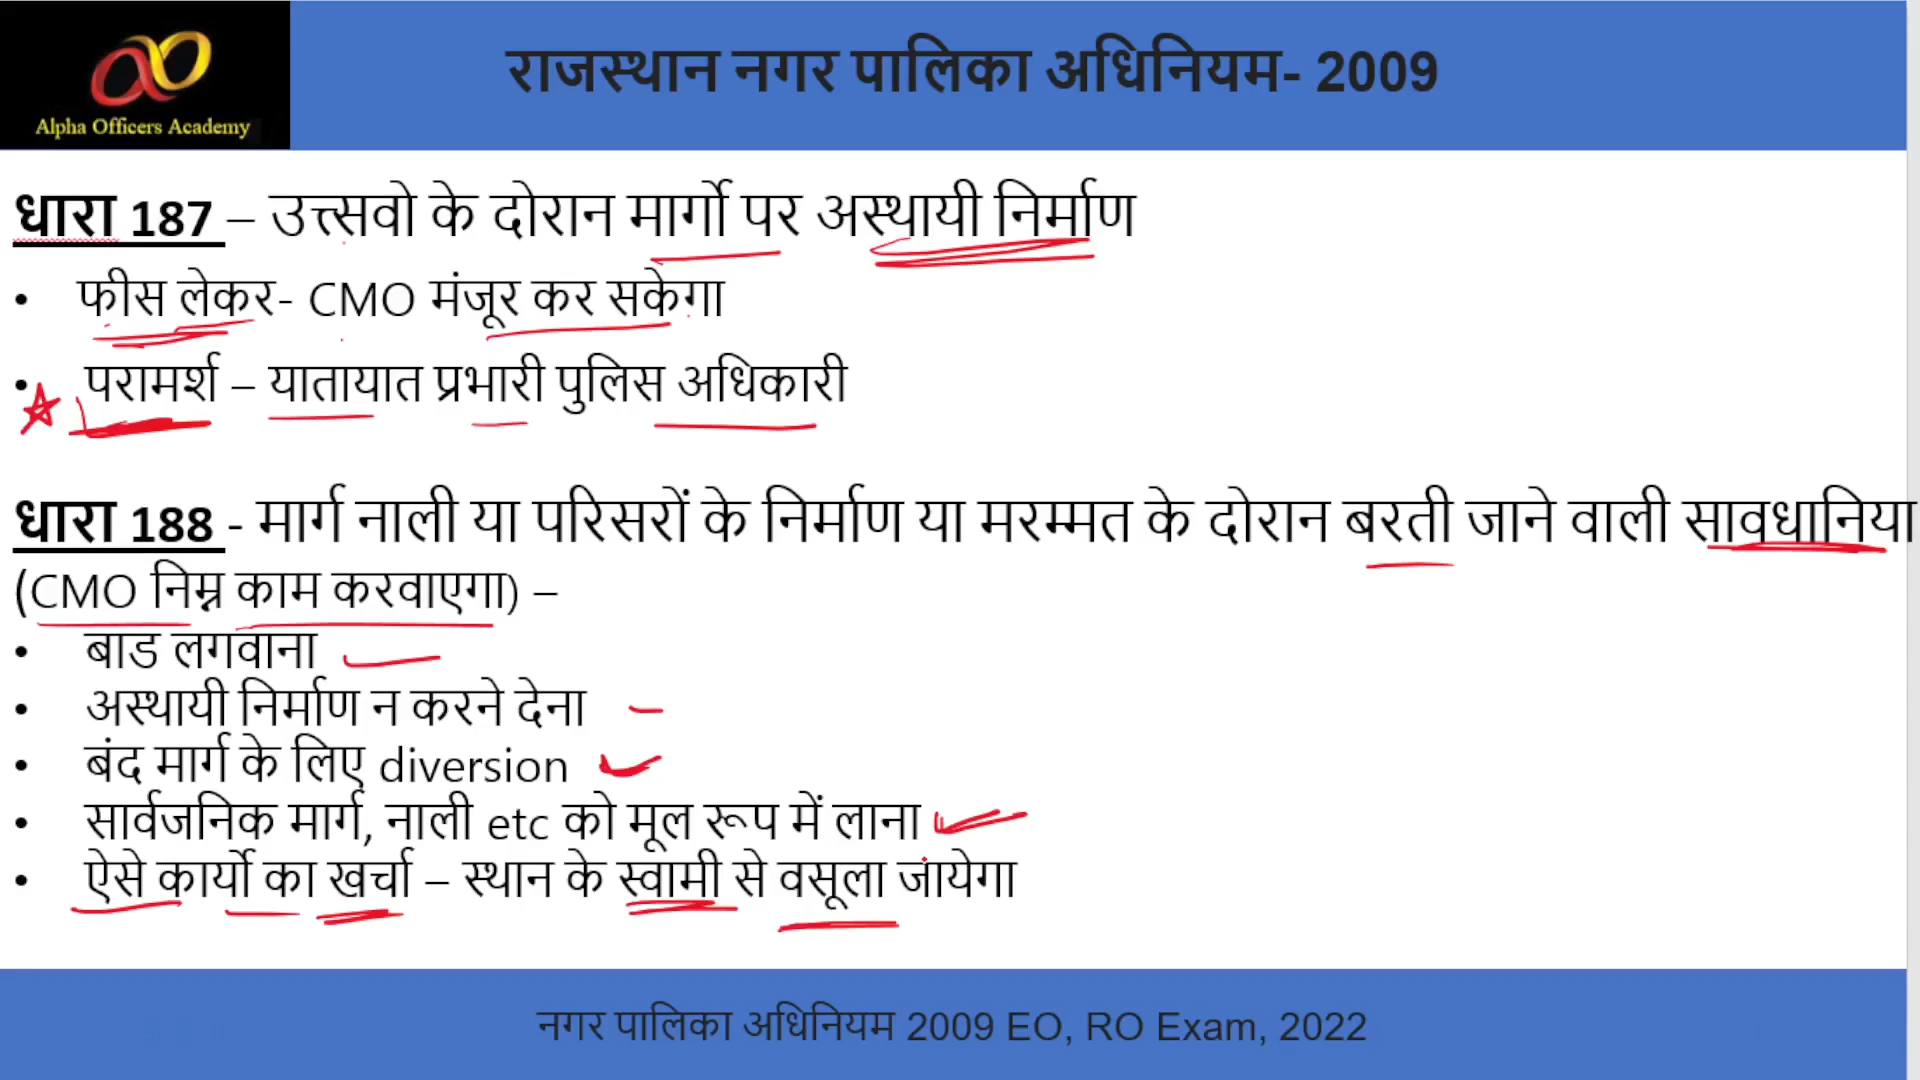 Alpha Officers Academy
राजस्थान नगर पालिका अधिनियम- 2009
धारा 187 – उत्त्सवो के दोरान मार्गो पर अस्थायी निर्माण
• फीस लेकर- CMO मंजूर कर सकेगा
• परामर्श – यातायात प्रभारी पुलिस अधिकारी
धारा 188 - मार्ग नाली या परिसरों के निर्माण या मरम्मत के दोरान बरती जाने वाली सावधानिया
(CMO निम्न काम करवाएगा) –
• बाड लगवाना
• अस्थायी निर्माण न करने देना
• बंद मार्ग के लिए diversion
• सार्वजनिक मार्ग, नाली etc को मूल रूप में लाना
• ऐसे कार्यो का खर्चा – स्थान के स्वामी से वसूला जायेगा
नगर पालिका अधिनियम 2009 EO, RO Exam, 2022